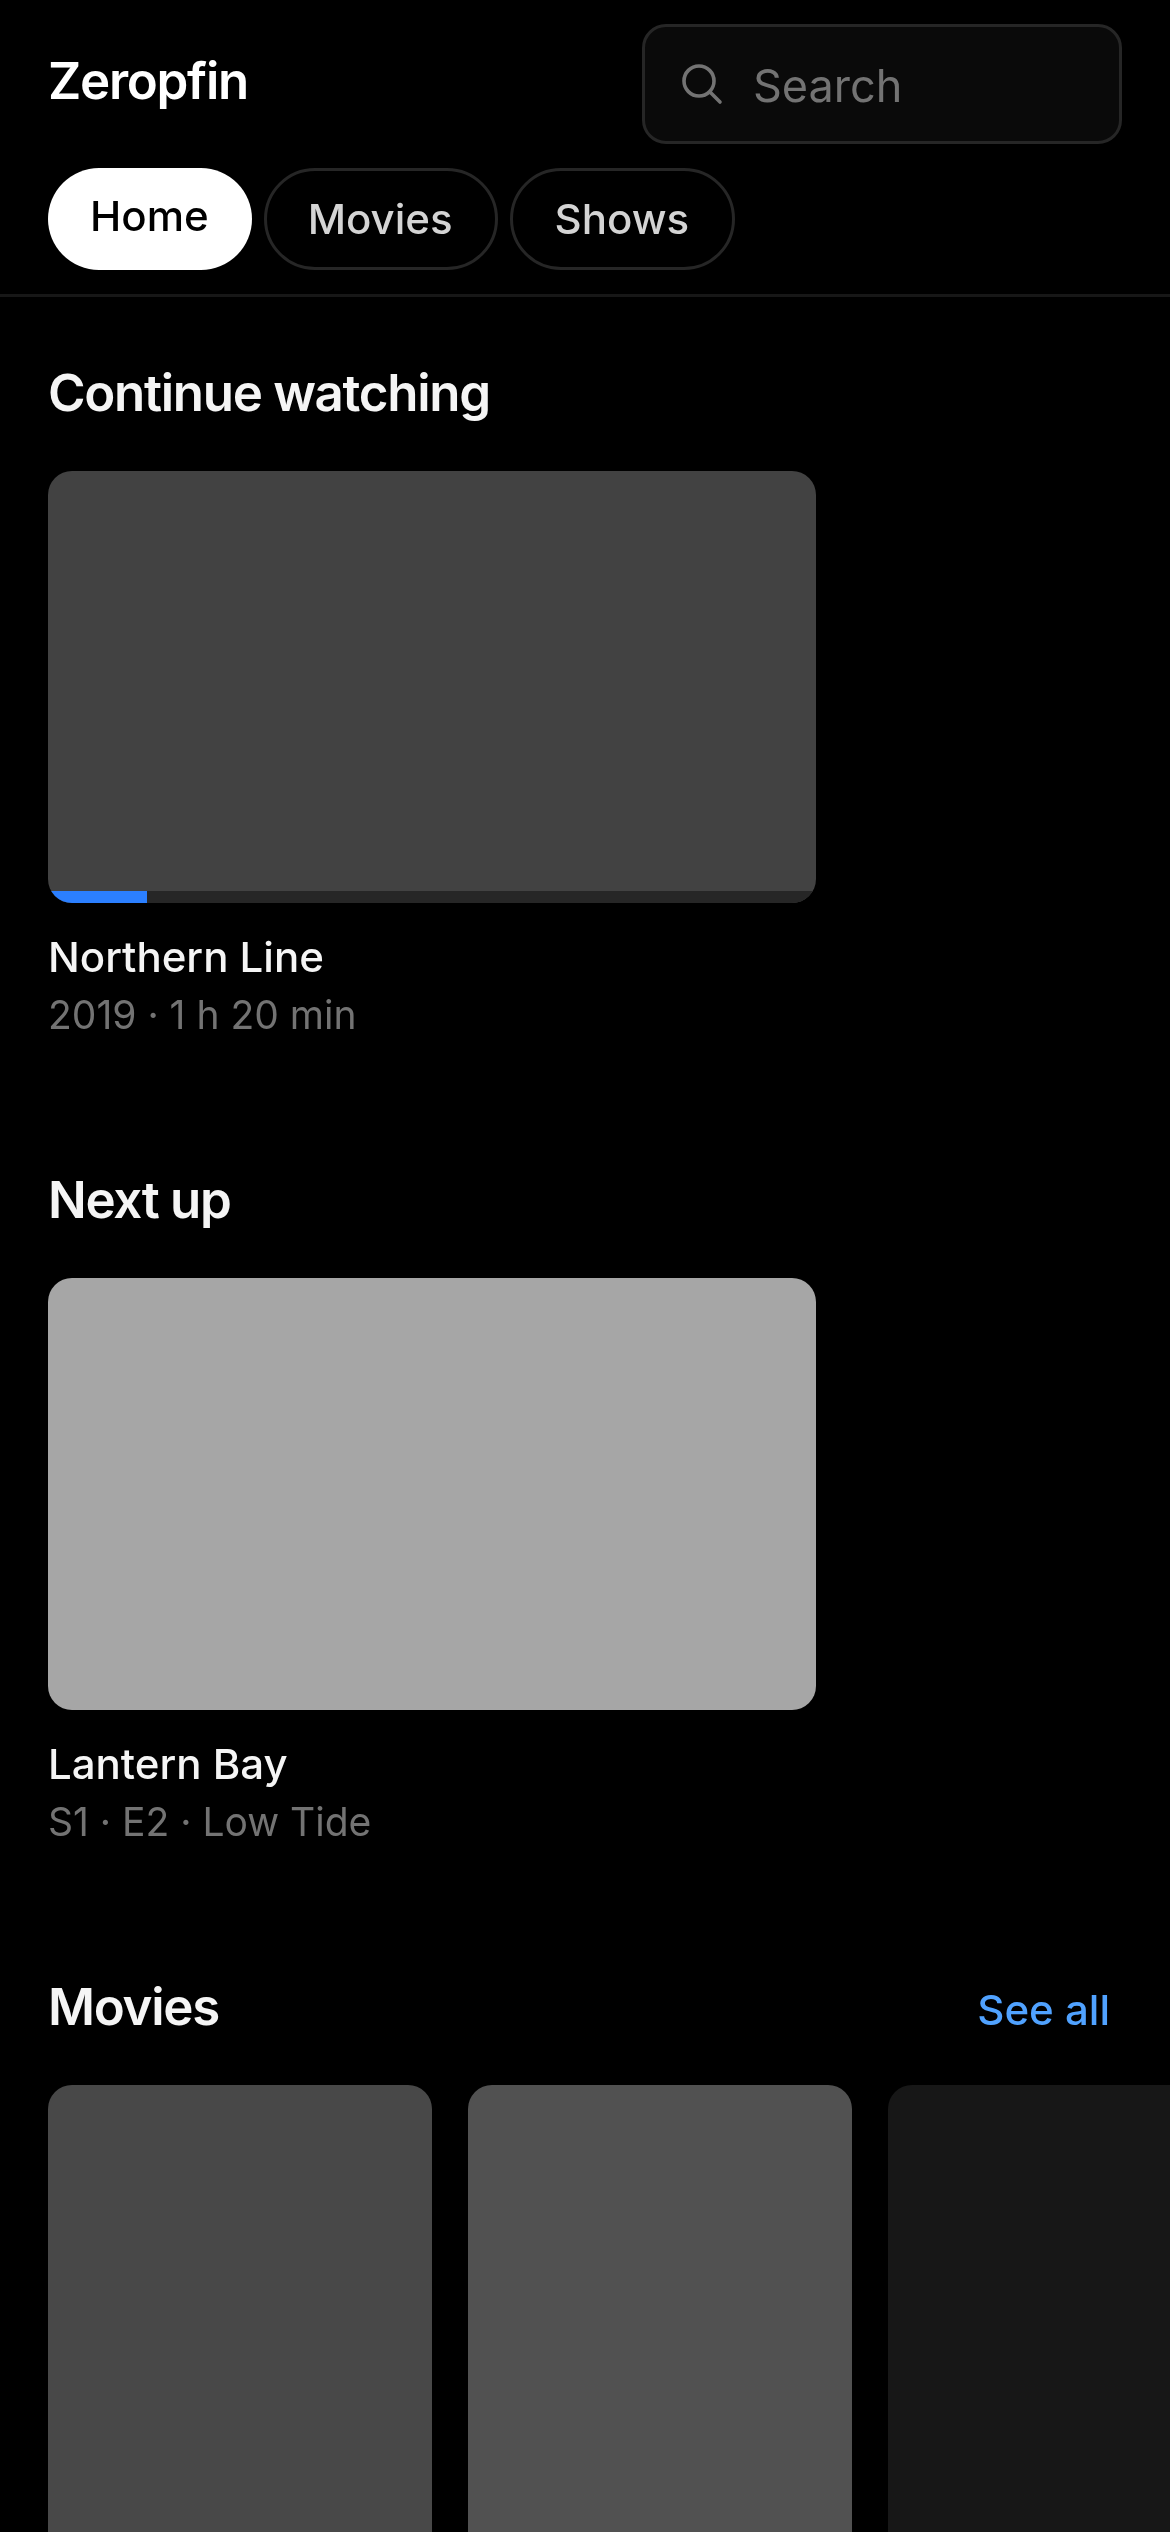 Zeropfin
Search
Home
Movies
Shows
Continue watching
Northern Line
2019 · 1 h 20 min
Next up
Lantern Bay
S1 · E2 · Low Tide
Movies
See all